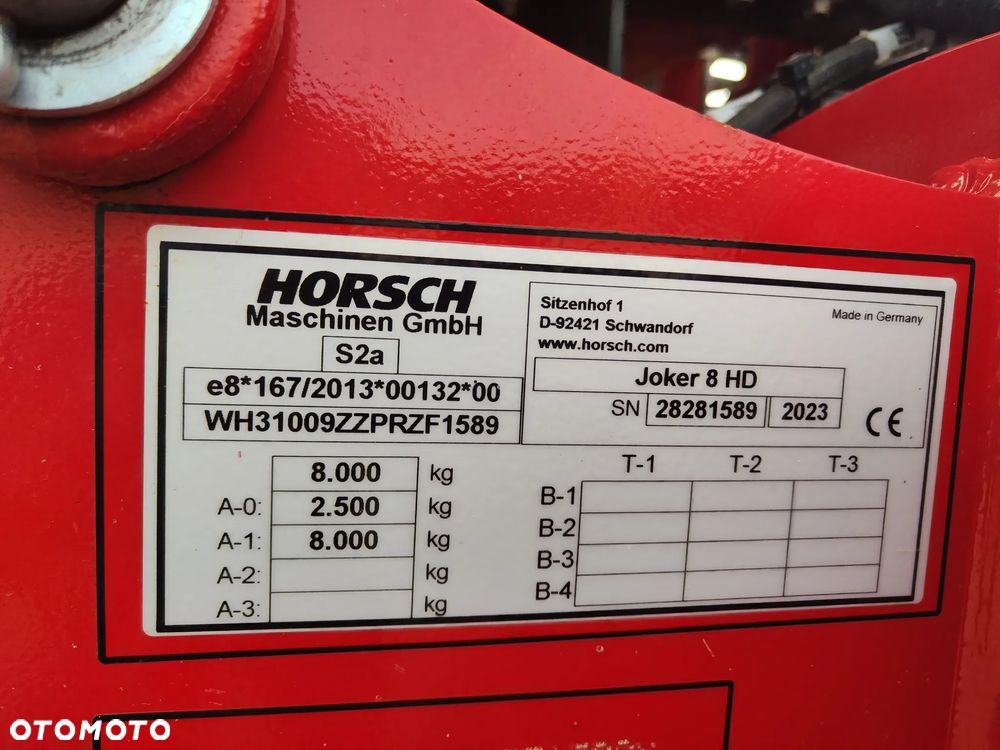 HORSCH
Maschinen GmbH
S2a
e8*167/2013*00132*00
WH31009ZZPRZF1589
Sitzenhof 1
D-92421 Schwandorf
www.horsch.com
Made in Germany
Joker 8 HD
SN 28281589 2023
CE
8.000 kg
A-0: 2.500 kg
A-1: 8.000 kg
A-2: kg
A-3: kg
T-1 T-2 T-3
B-1
B-2
B-3
B-4
OTOMOTO